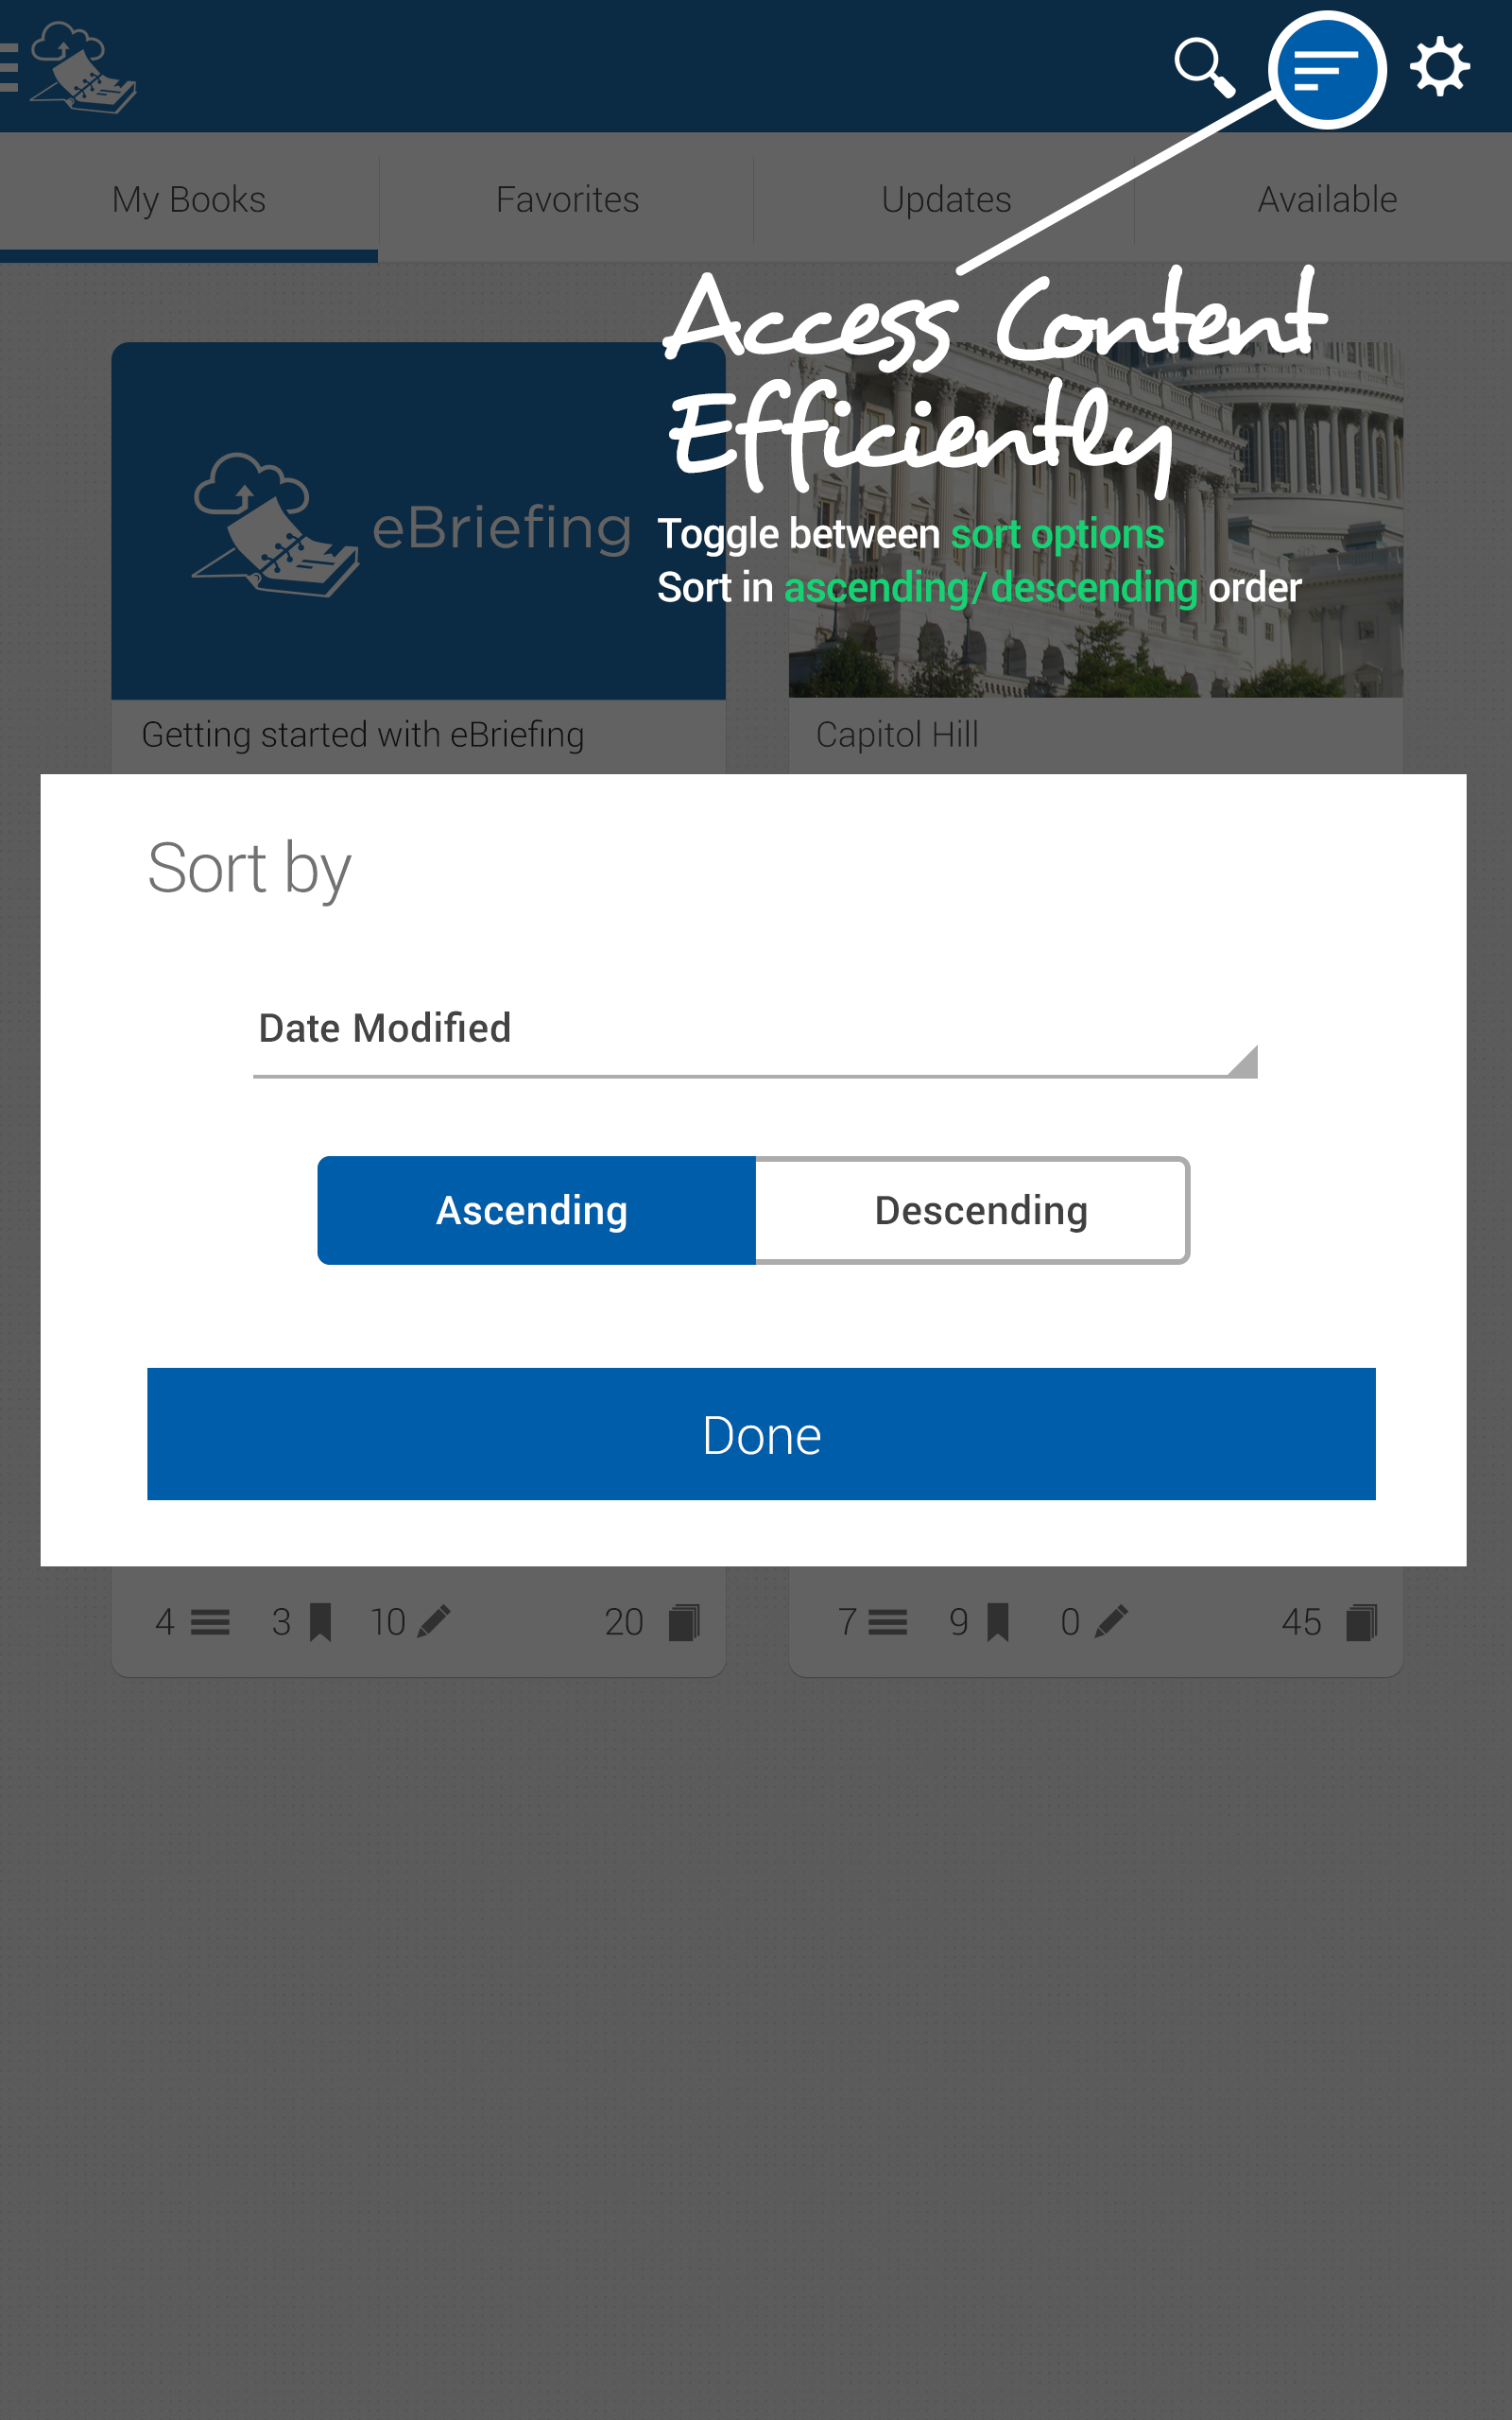 My Books
Favorites
Updates
Available
Access Content
Efficiently
eBriefing
Toggle between sort options
Sort in ascending/descending order
Getting started with eBriefing
Capitol Hill
Sort by
Date Modified
Ascending
Descending
Done
4 3 10 20
7 9 0 45